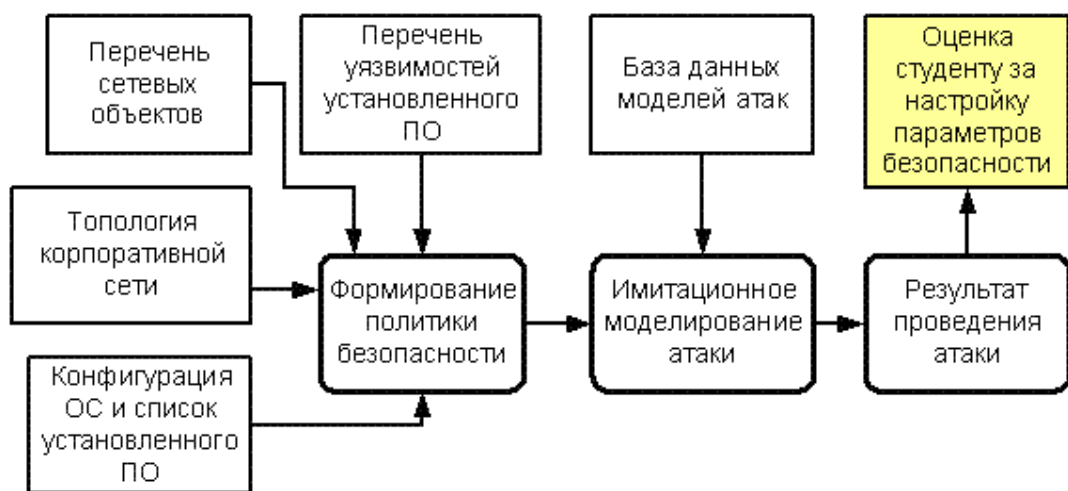 Перечень
сетевых
объектов
Перечень
уязвимостей
установленного
ПО
База данных
моделей атак
Оценка
студенту за
настройку
параметров
безопасности
Топология
корпоративной
сети
Формирование
политики
безопасности
Имитационное
моделирование
атаки
Результат
проведения
атаки
Конфигурация
ОС и список
установленного
ПО